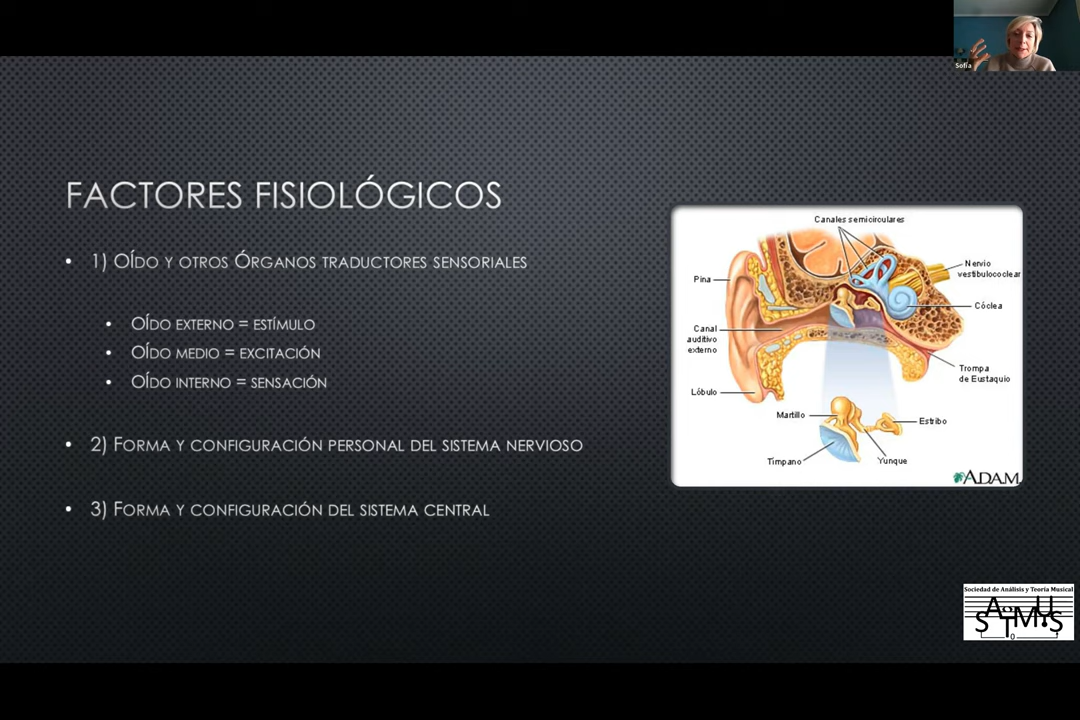 Sofía
FACTORES FISIOLÓGICOS
• 1) OÍDO Y OTROS ÓRGANOS TRADUCTORES SENSORIALES
• OÍDO EXTERNO = ESTÍMULO
• OÍDO MEDIO = EXCITACIÓN
• OÍDO INTERNO = SENSACIÓN
• 2) FORMA Y CONFIGURACIÓN PERSONAL DEL SISTEMA NERVIOSO
• 3) FORMA Y CONFIGURACIÓN DEL SISTEMA CENTRAL
Canales semicirculares
Nervio
vestibulococlear
Pina
Cóclea
Canal
auditivo
externo
Trompa
de Eustaquio
Lóbulo
Martillo
Estribo
Tímpano
Yunque
ADAM
Sociedad de Análisis y Teoría Musical
SATMUS